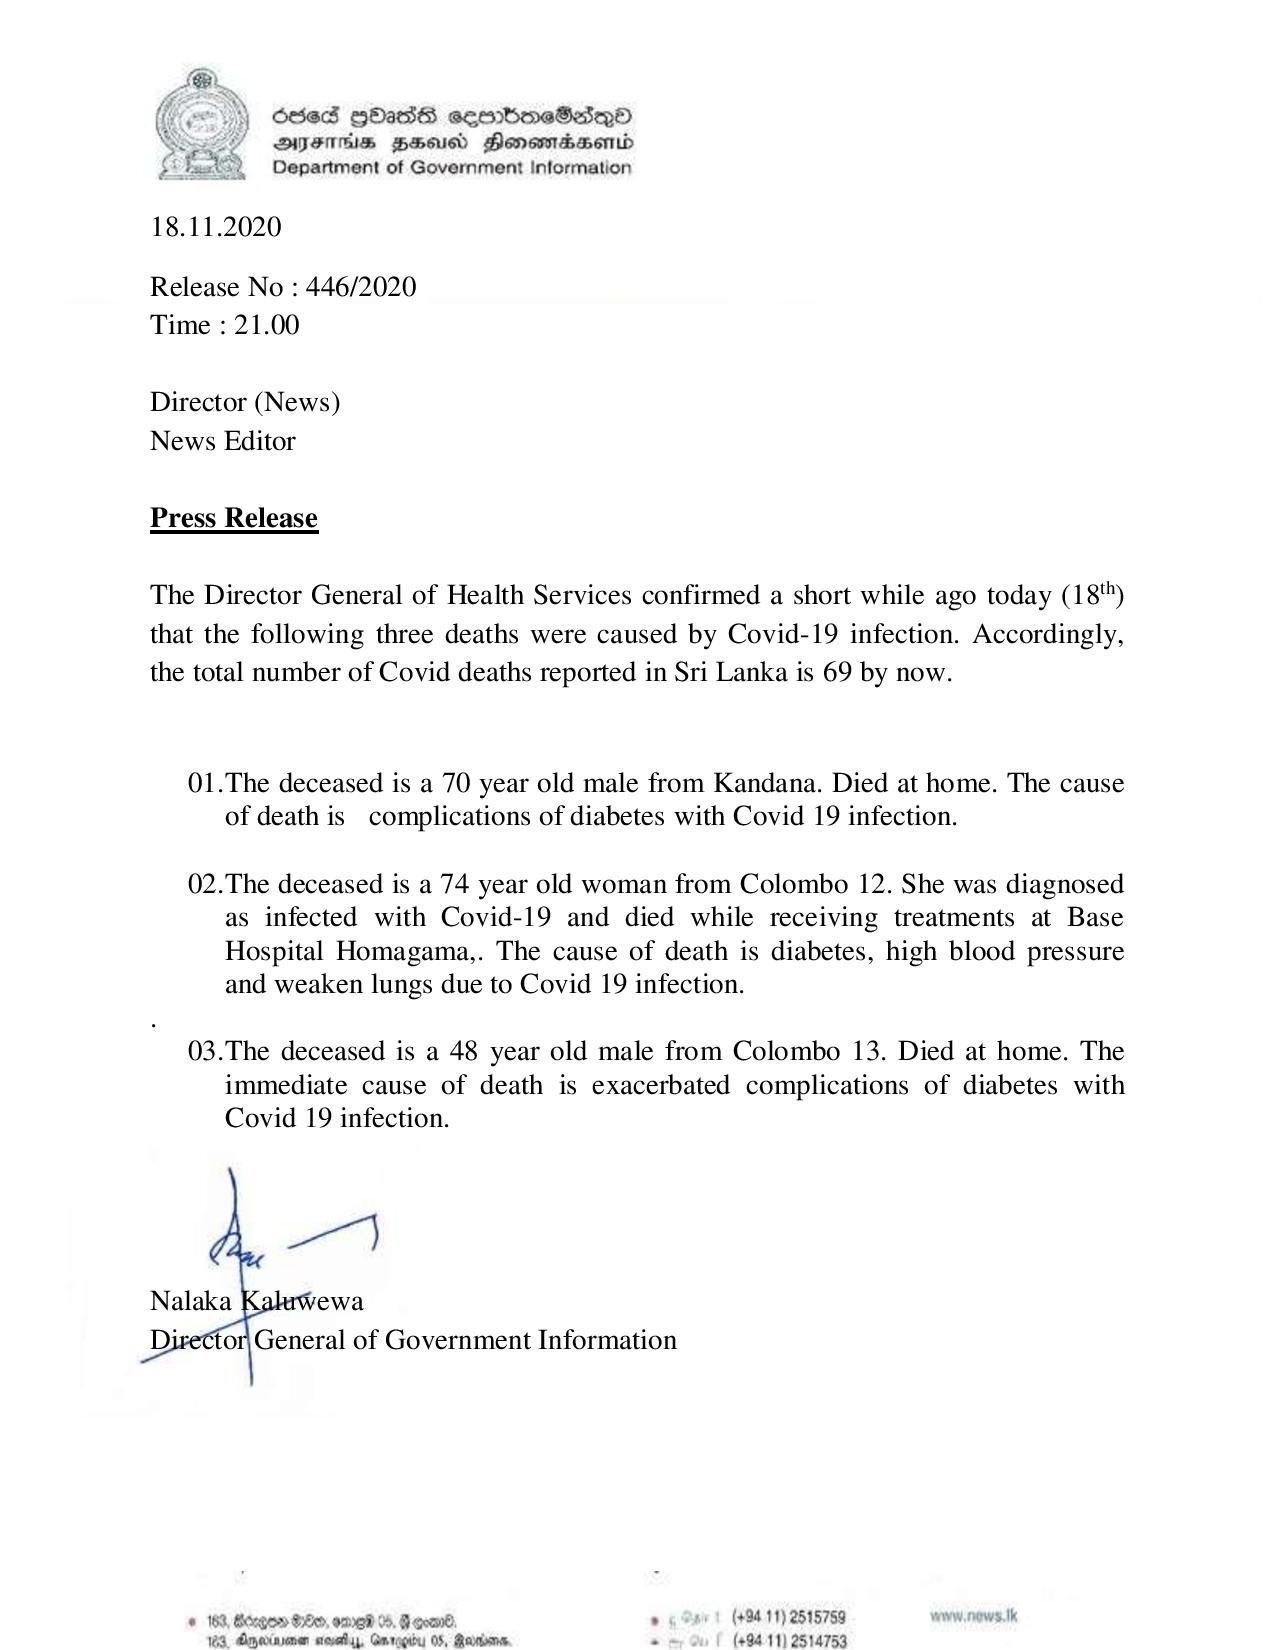 රජයේ ප්‍රවෘත්ති දෙපාර්තමේන්තුව
அரசாங்க தகவல் திணைக்களம்
Department of Government Information
18.11.2020
Release No : 446/2020
Time : 21.00
Director (News)
News Editor
Press Release
The Director General of Health Services confirmed a short while ago today (18th)
that the following three deaths were caused by Covid-19 infection. Accordingly,
the total number of Covid deaths reported in Sri Lanka is 69 by now.
01.The deceased is a 70 year old male from Kandana. Died at home. The cause
of death is complications of diabetes with Covid 19 infection.
02.The deceased is a 74 year old woman from Colombo 12. She was diagnosed
as infected with Covid-19 and died while receiving treatments at Base
Hospital Homagama,. The cause of death is diabetes, high blood pressure
and weaken lungs due to Covid 19 infection.
.
03.The deceased is a 48 year old male from Colombo 13. Died at home. The
immediate cause of death is exacerbated complications of diabetes with
Covid 19 infection.
Nalaka Kaluwewa
Director General of Government Information
163, කිරුලපන මාවත, කොළඹ 05, ශ්‍රී ලංකාව.
(+94 11) 2515759
www.news.lk
163, கிருலப்பனை எவனியூ, கொழும்பு 05, இலங்கை.
(+94 11) 2514753